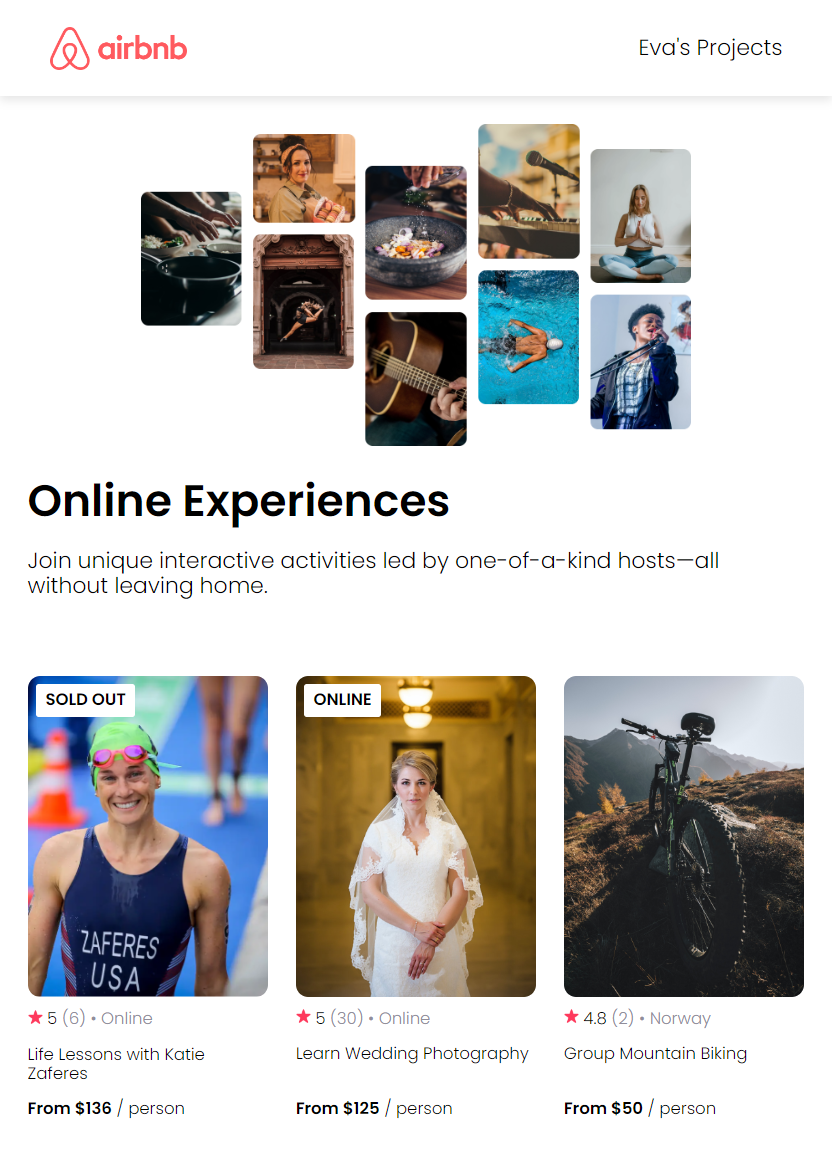 airbnb
Eva's Projects
Online Experiences
Join unique interactive activities led by one-of-a-kind hosts—all
without leaving home.
SOLD OUT
ZAFERES
USA
5 (6) • Online
Life Lessons with Katie
Zaferes
From $136 / person
ONLINE
5 (30) • Online
Learn Wedding Photography
From $125 / person
4.8 (2) • Norway
Group Mountain Biking
From $50 / person